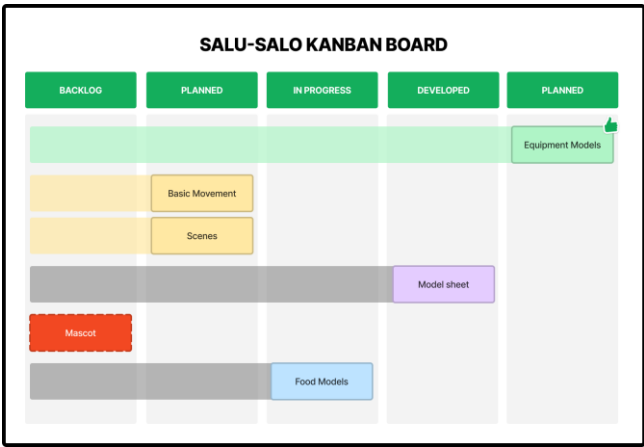 SALU-SALO KANBAN BOARD
BACKLOG
PLANNED
IN PROGRESS
DEVELOPED
PLANNED
Equipment Models
Basic Movement
Scenes
Model sheet
Mascot
Food Models